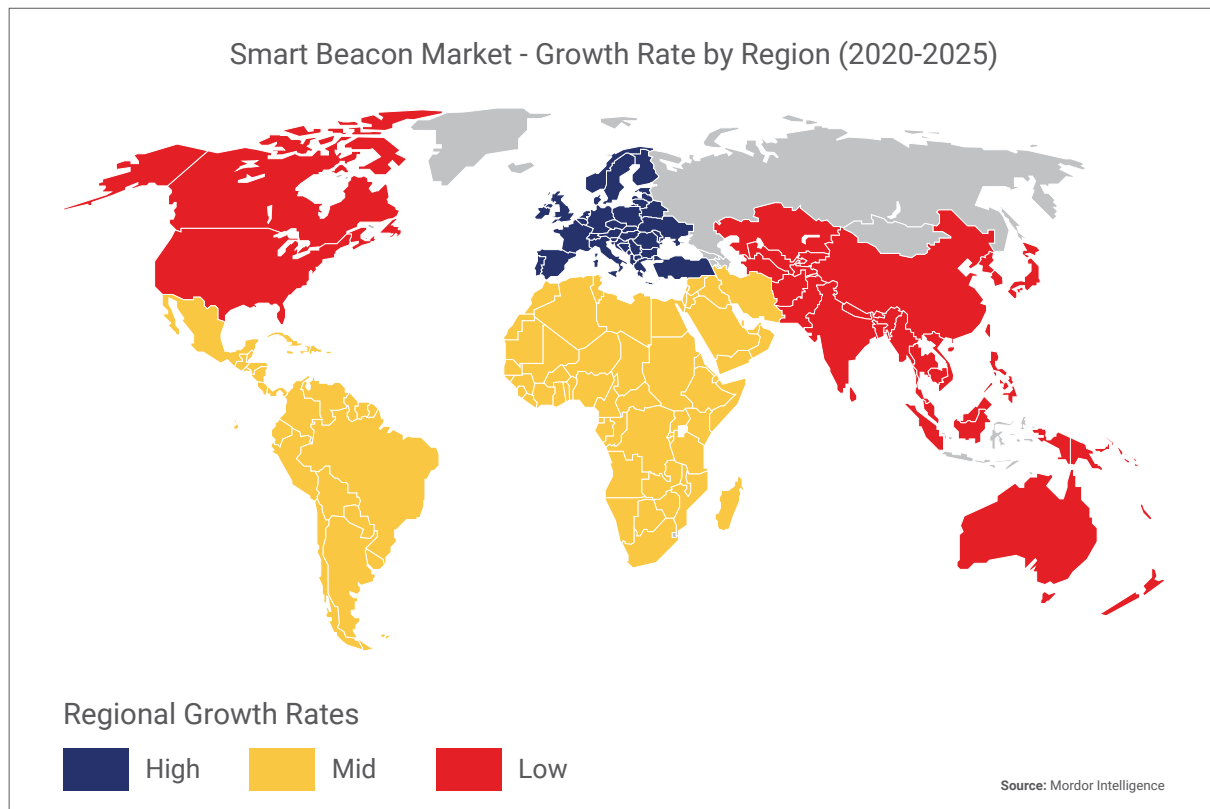 Smart Beacon Market - Growth Rate by Region (2020-2025)
Regional Growth Rates
High
Mid
Low
Source: Mordor Intelligence